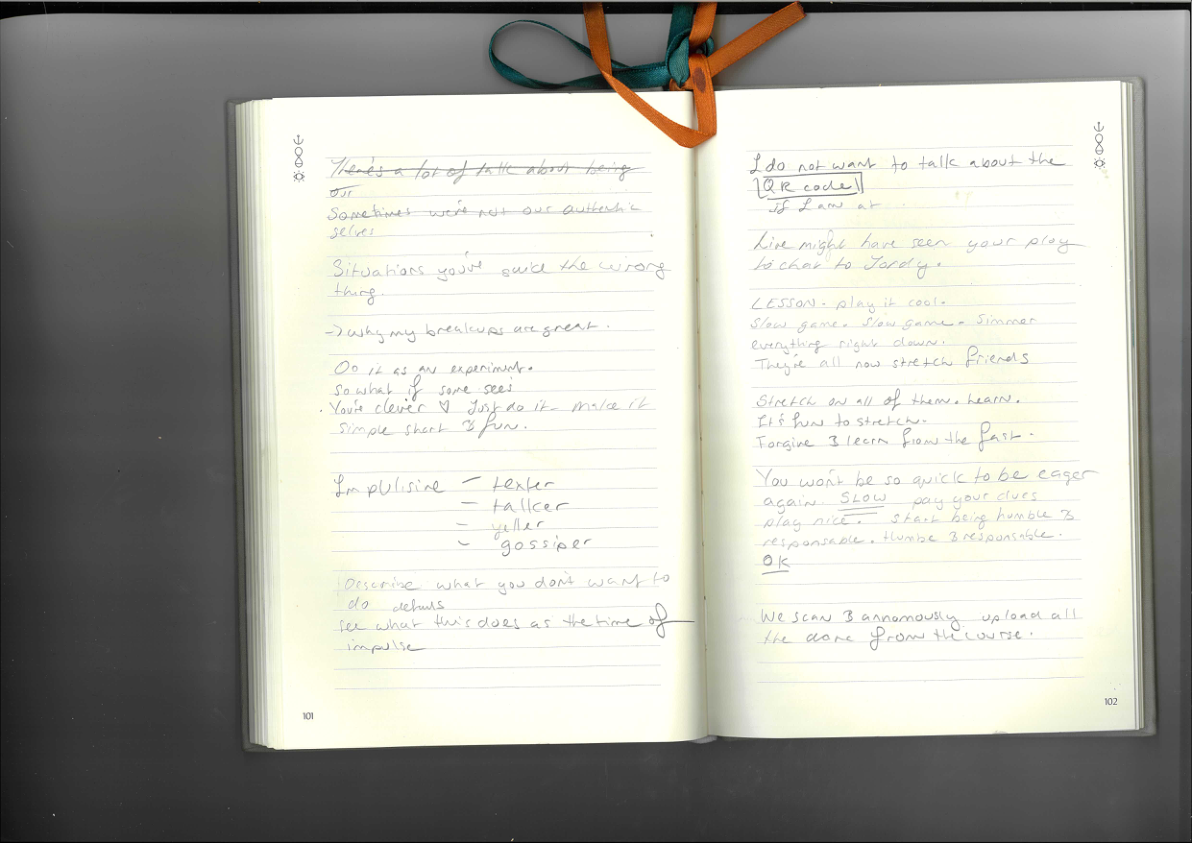 There's a lot of talk about being
our
Sometimes we're not our authentic
selves
Situations you've the wrong
thing.
→ why my breakups are great.
Do it as an experiment.
So what if some sees
You're clever ♡ Just do it - make it
simple short & fun.
Impulisine - texter
- talker
- yeller
- gossiper
Describe what you don't want to
do details
see what this does as the time of
impulse
101
I do not want to talk about the
QR code
if I am at
Live might have seen your play
to chat to Jordy.
LESSON. play it cool.
Slow game. Slow game. Simmer
everything right down.
They're all now stretch friends
Stretch on all of them. Learn.
It's fun to stretch.
Forgive & learn from the fast.
You won't be so quick to be eager
again. SLOW pay your dues
play nice. Start being humble &
responsable. Humbe & responsable.
OK
We scan & annomously upload all
the done from the course.
102